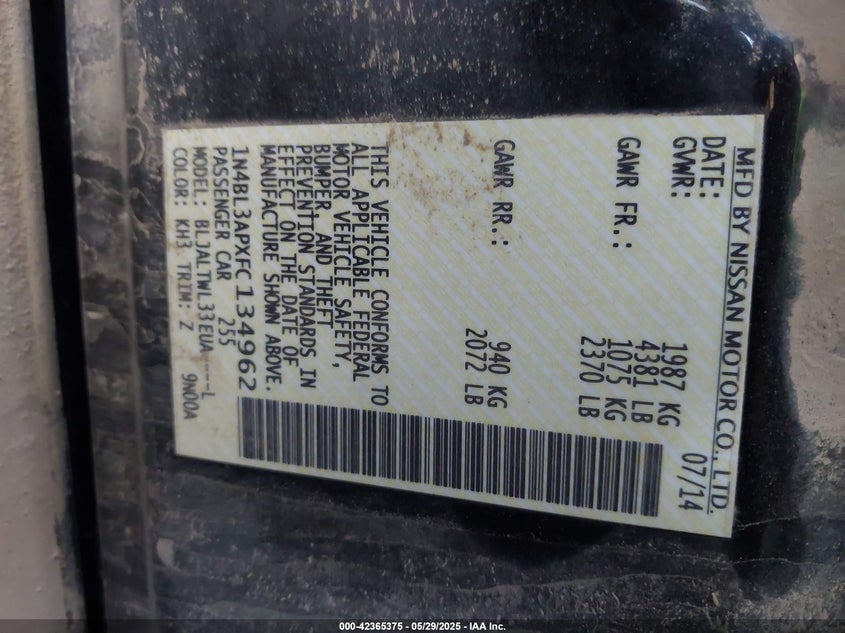 MFD BY NISSAN MOTOR CO., LTD.
DATE: 07/14
GVWR: 1987 KG
4381 LB
GAWR FR.: 1075 KG
2370 LB
GAWR RR.: 940 KG
2072 LB
THIS VEHICLE CONFORMS TO
ALL APPLICABLE FEDERAL
MOTOR VEHICLE SAFETY,
BUMPER, AND THEFT
PREVENTION STANDARDS IN
EFFECT ON THE DATE OF
MANUFACTURE SHOWN ABOVE.
1N4BL3APXFC134962
PASSENGER CAR 255
MODEL: BLJALTWL33EUA---L
COLOR: KH3 TRIM: Z 9N00A
000-42365375 - 05/29/2025 - IAA Inc.